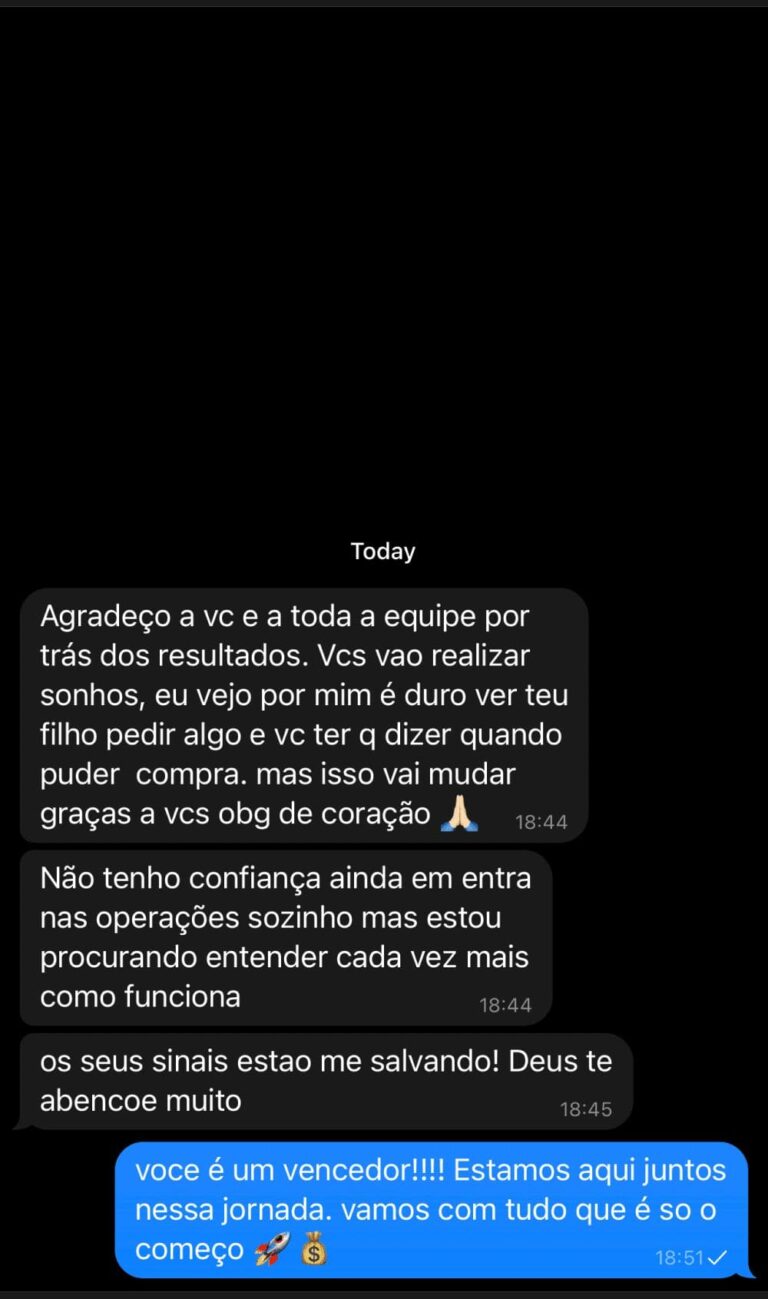 Today
Agradeço a vc e a toda a equipe por
trás dos resultados. Vcs vao realizar
sonhos, eu vejo por mim é duro ver teu
filho pedir algo e vc ter q dizer quando
puder  compra. mas isso vai mudar
graças a vcs obg de coração 🙏🏻 18:44
Não tenho confiança ainda em entra
nas operações sozinho mas estou
procurando entender cada vez mais
como funciona 18:44
os seus sinais estao me salvando! Deus te
abencoe muito 18:45
voce é um vencedor!!!! Estamos aqui juntos
nessa jornada. vamos com tudo que é so o
começo 🚀 💰 18:51